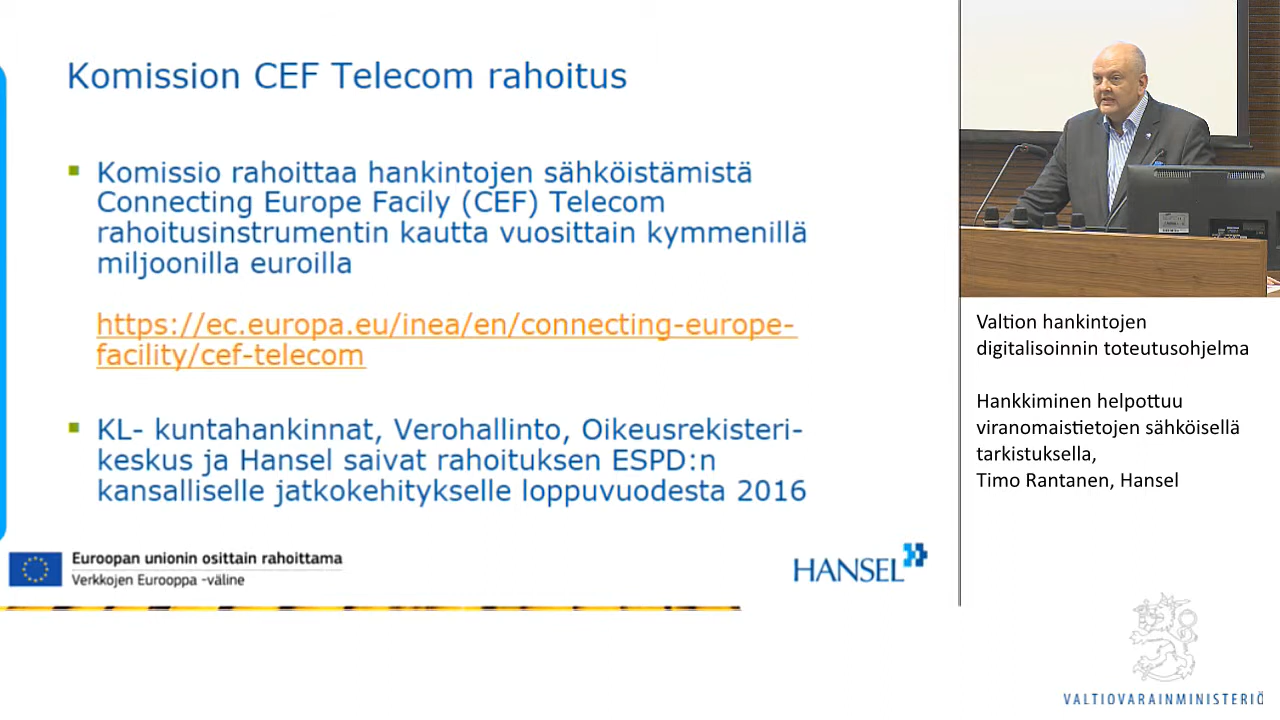 Komission CEF Telecom rahoitus
Komissio rahoittaa hankintojen sähköistämistä
Connecting Europe Facily (CEF) Telecom
rahoitusinstrumentin kautta vuosittain kymmenillä
miljoonilla euroilla
https://ec.europa.eu/inea/en/connecting-europe-
facility/cef-telecom
KL- kuntahankinnat, Verohallinto, Oikeusrekisteri-
keskus ja Hansel saivat rahoituksen ESPD:n
kansalliselle jatkokehitykselle loppuvuodesta 2016
Euroopan unionin osittain rahoittama
Verkkojen Eurooppa -väline
HANSEL
Valtion hankintojen
digitalisoinnin toteutusohjelma
Hankkiminen helpottuu
viranomaistietojen sähköisellä
tarkistuksella,
Timo Rantanen, Hansel
VALTIOVARAINMINISTERIÖ